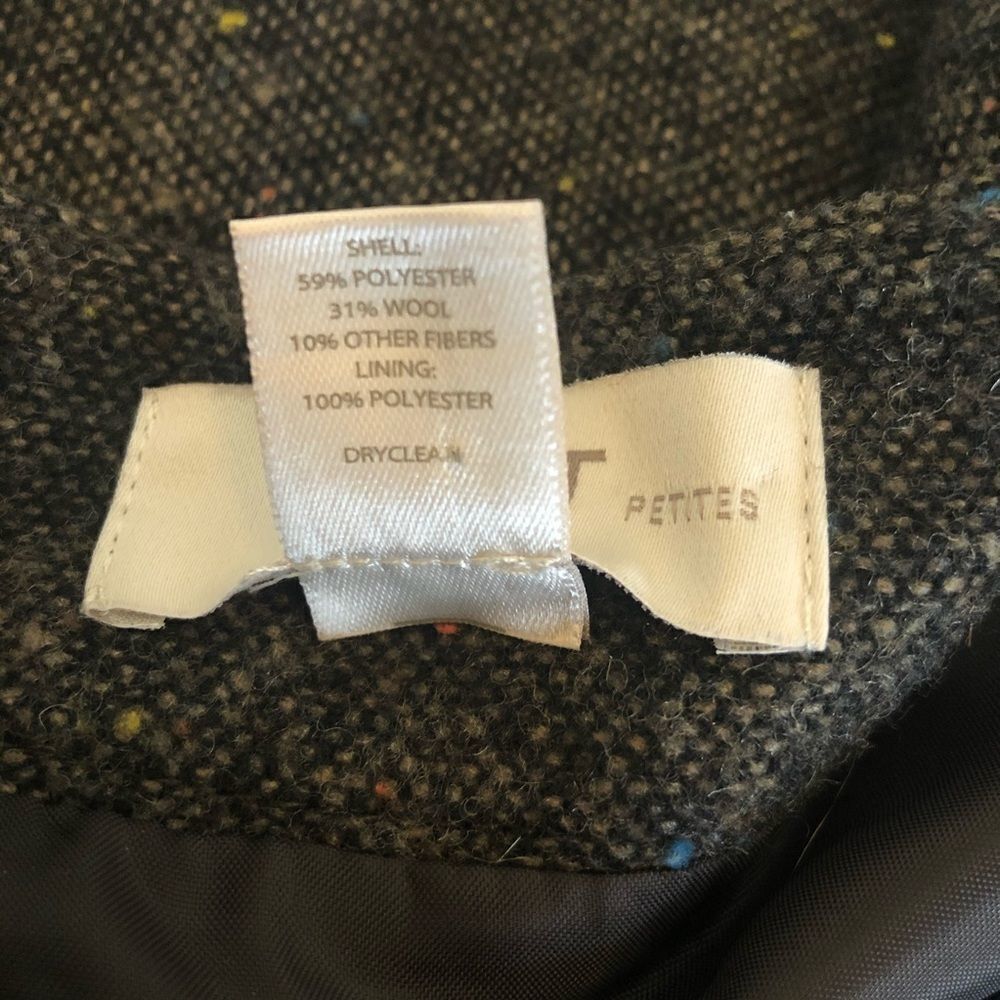 SHELL:
59% POLYESTER
31% WOOL
10% OTHER FIBERS
LINING:
100% POLYESTER
DRYCLEAN
T
PETITES